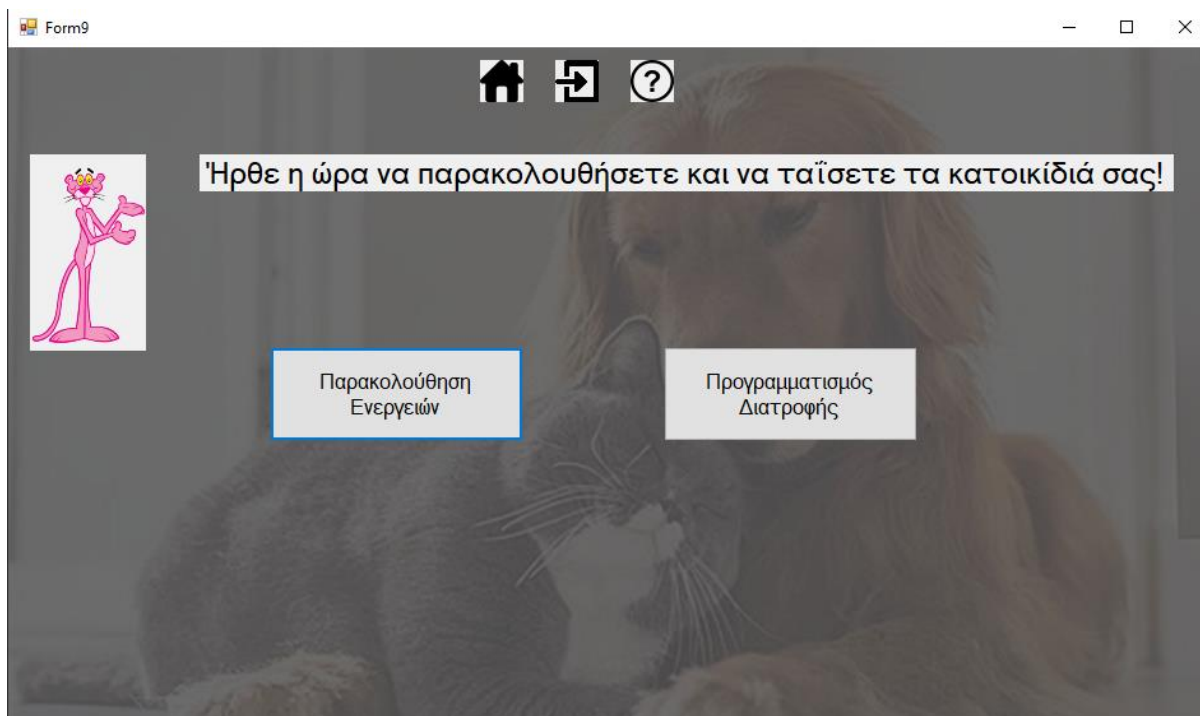 Form9
?
Ήρθε η ώρα να παρακολουθήσετε και να ταΐσετε τα κατοικίδιά σας!
Παρακολούθηση
Ενεργειών
Προγραμματισμός
Διατροφής